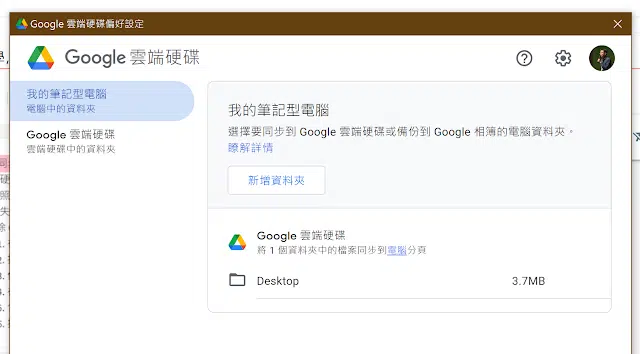 Google 雲端硬碟偏好設定
Google 雲端硬碟
我的筆記型電腦
電腦中的資料夾
Google 雲端硬碟
雲端硬碟中的資料夾
我的筆記型電腦
選擇要同步到 Google 雲端硬碟或備份到 Google 相簿的電腦資料夾。
瞭解詳情
新增資料夾
Google 雲端硬碟
將 1 個資料夾中的檔案同步到電腦分頁
Desktop 3.7MB